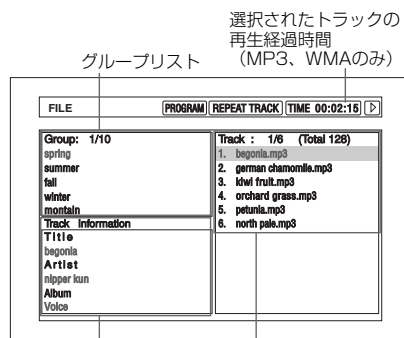 選択されたトラックの
再生経過時間
（MP3、WMAのみ）
グループリスト
FILE PROGRAM REPEAT TRACK TIME 00:02:15
Group: 1/10
spring
summer
fall
winter
montain
Track Information
Title
begonia
Artist
nipper kun
Album
Voice
Track : 1/6 (Total 128)
1. begonia.mp3
2. german chamomile.mp3
3. kiwi fruit.mp3
4. orchard grass.mp3
5. petunia.mp3
6. north pale.mp3